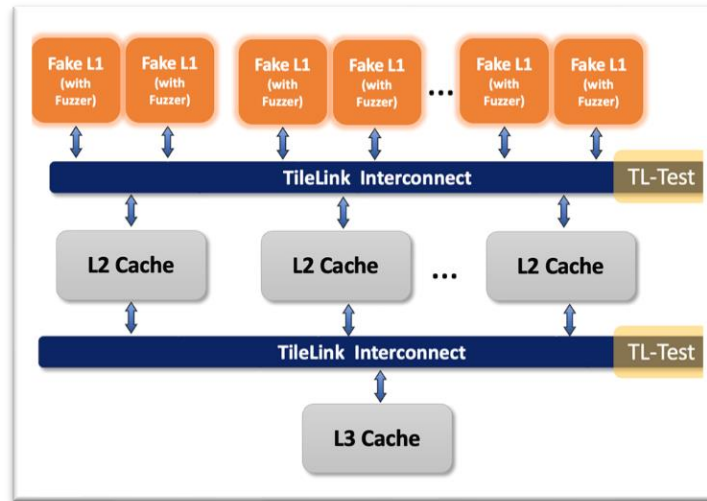 Fake L1 Fake L1 Fake L1 Fake L1 Fake L1 Fake L1
(with (with (with (with (with (with
Fuzzer) Fuzzer) Fuzzer) Fuzzer) ... Fuzzer) Fuzzer)
TileLink Interconnect TL-Test
L2 Cache L2 Cache ... L2 Cache
TileLink Interconnect TL-Test
L3 Cache